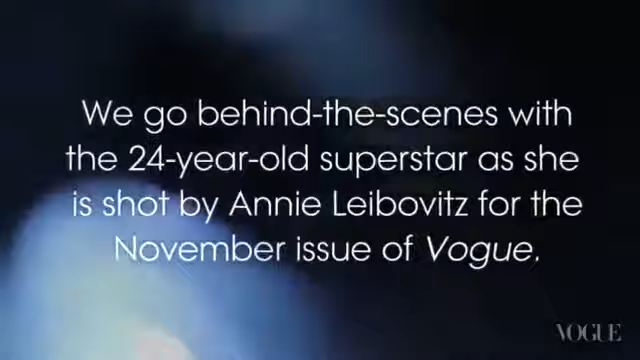 We go behind-the-scenes with
the 24-year-old superstar as she
is shot by Annie Leibovitz for the
November issue of Vogue.
VOGUE